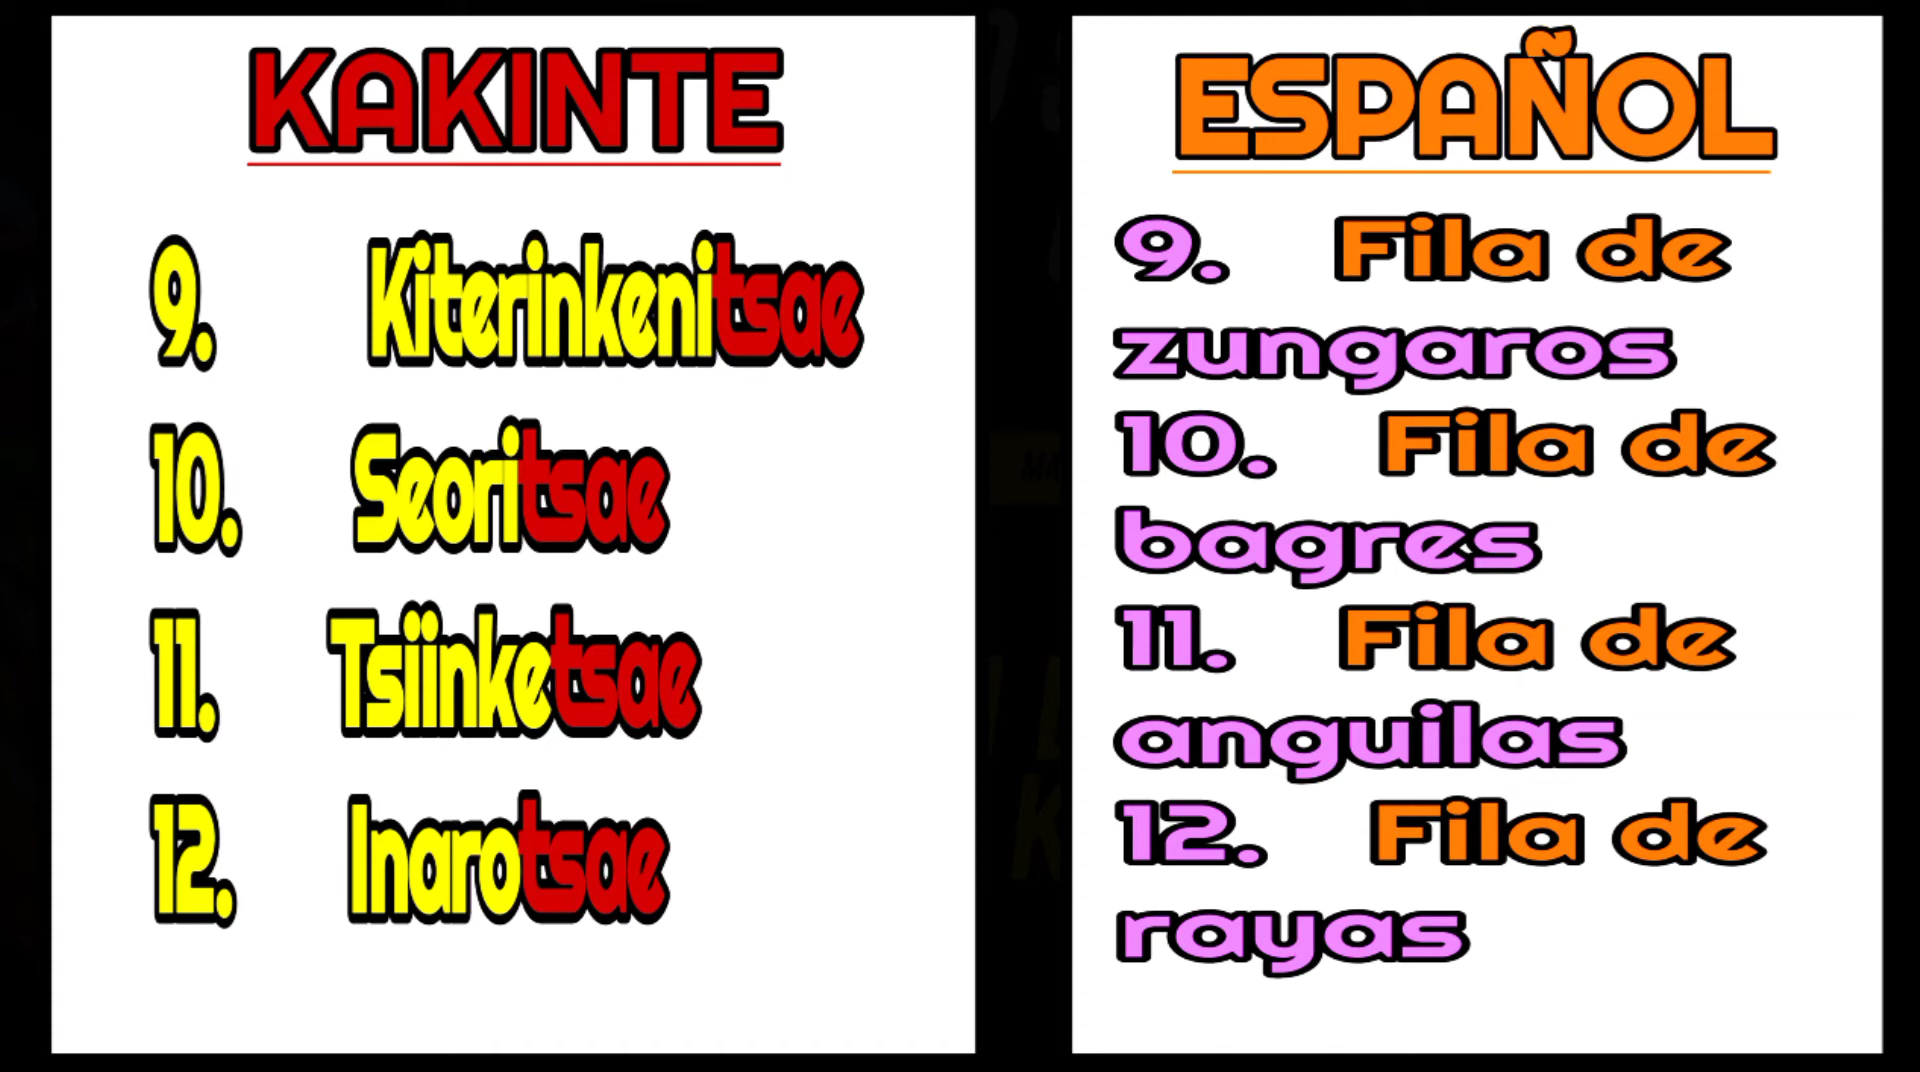 KAKINTE
9. Kiterinkenitsae
10. Seoritsae
11. Tsiinketsae
12. Inarotsae
ESPAÑOL
9. Fila de
zungaros
10. Fila de
bagres
11. Fila de
anguilas
12. Fila de
rayas